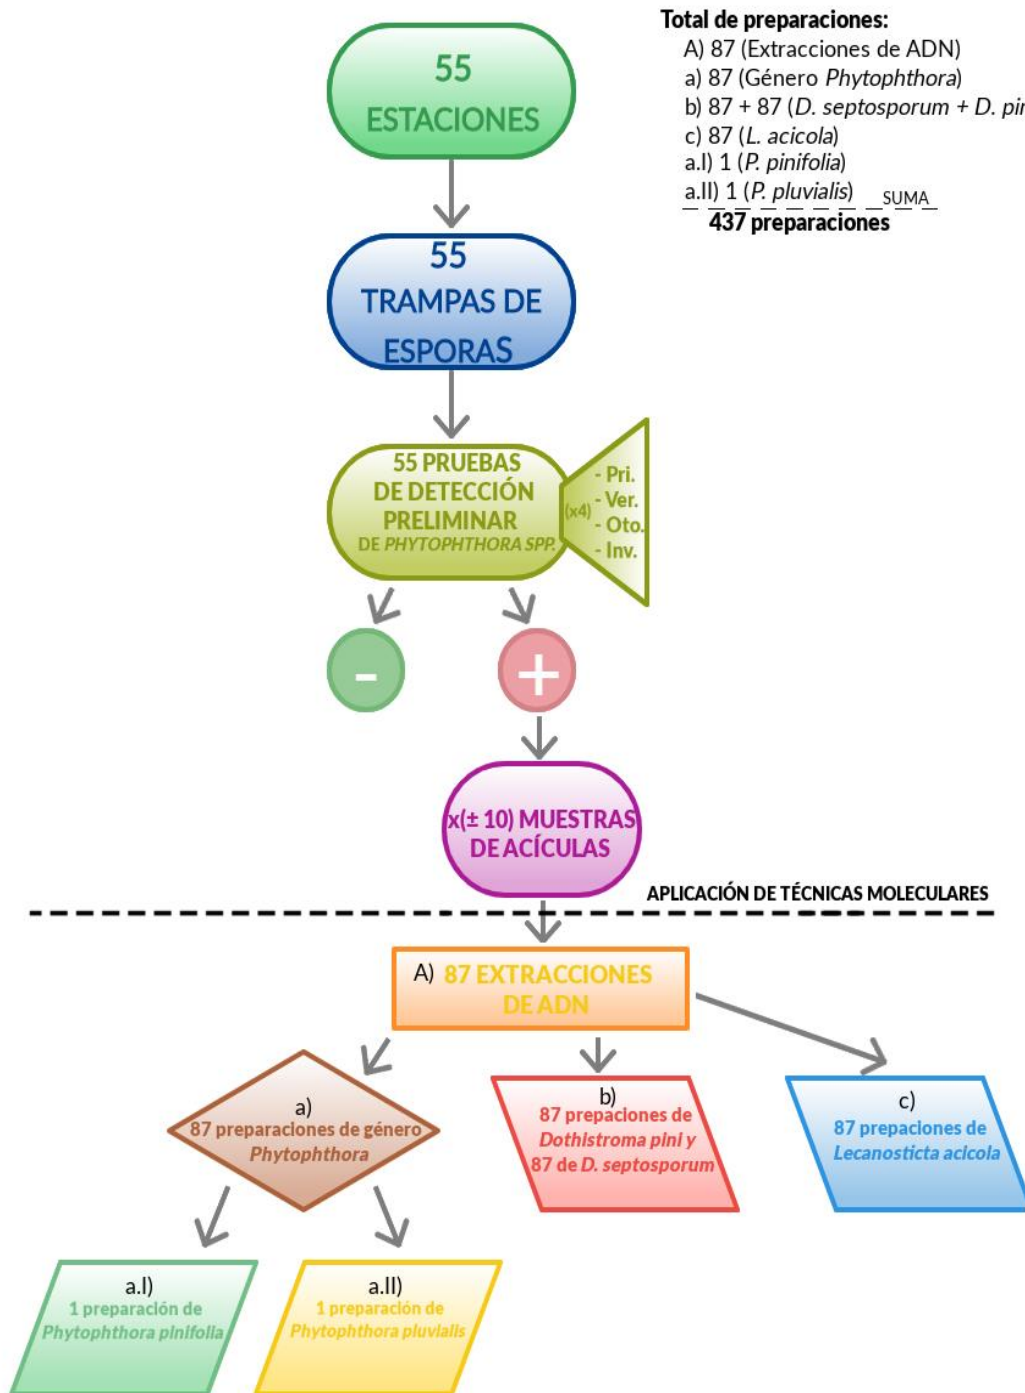 Total de preparaciones:
A) 87 (Extracciones de ADN)
a) 87 (Género Phytophthora)
b) 87 + 87 (D. septosporum + D. pin
c) 87 (L. acicola)
a.I) 1 (P. pinifolia)
a.II) 1 (P. pluvialis) SUMA
437 preparaciones
55
ESTACIONES
55
TRAMPAS DE
ESPORAS
55 PRUEBAS
DE DETECCIÓN
PRELIMINAR
DE PHYTOPHTHORA SPP.
(x4)
- Pri.
- Ver.
- Oto.
- Inv.
-
+
x(± 10) MUESTRAS
DE ACÍCULAS
APLICACIÓN DE TÉCNICAS MOLECULARES
A) 87 EXTRACCIONES
DE ADN
a)
87 preparaciones de género
Phytophthora
b)
87 prepaciones de
Dothistroma pini y
87 de D. septosporum
c)
87 prepaciones de
Lecanosticta acicola
a.I)
1 preparación de
Phytophthora pinifolia
a.II)
1 preparación de
Phytophthora pluvialis